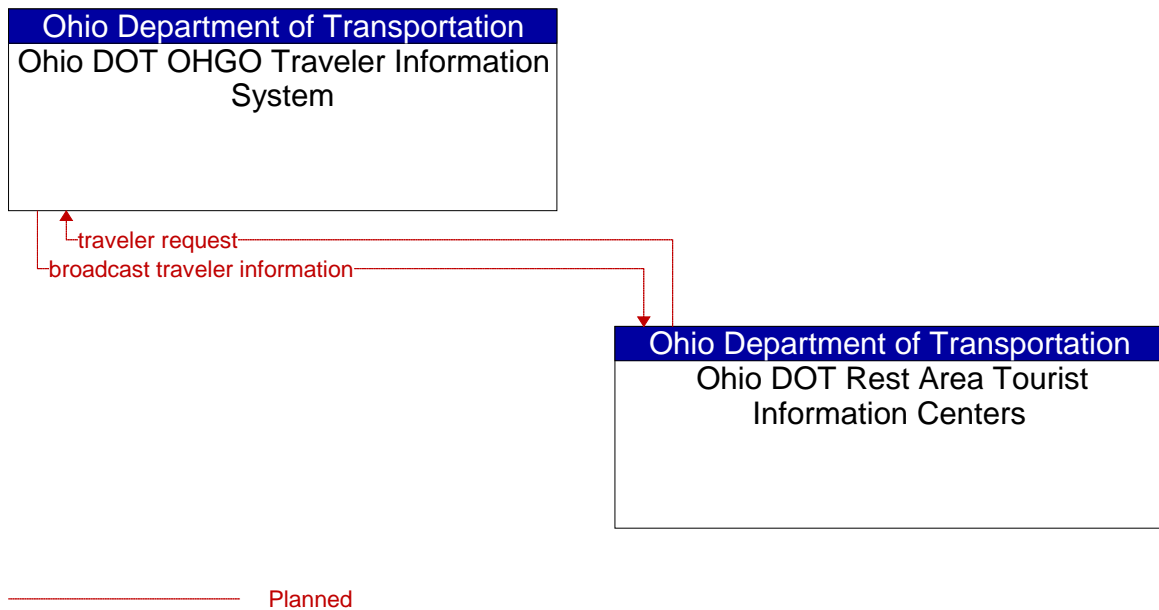 Ohio Department of Transportation
Ohio DOT OHGO Traveler Information
System
traveler request
broadcast traveler information
Ohio Department of Transportation
Ohio DOT Rest Area Tourist
Information Centers
Planned